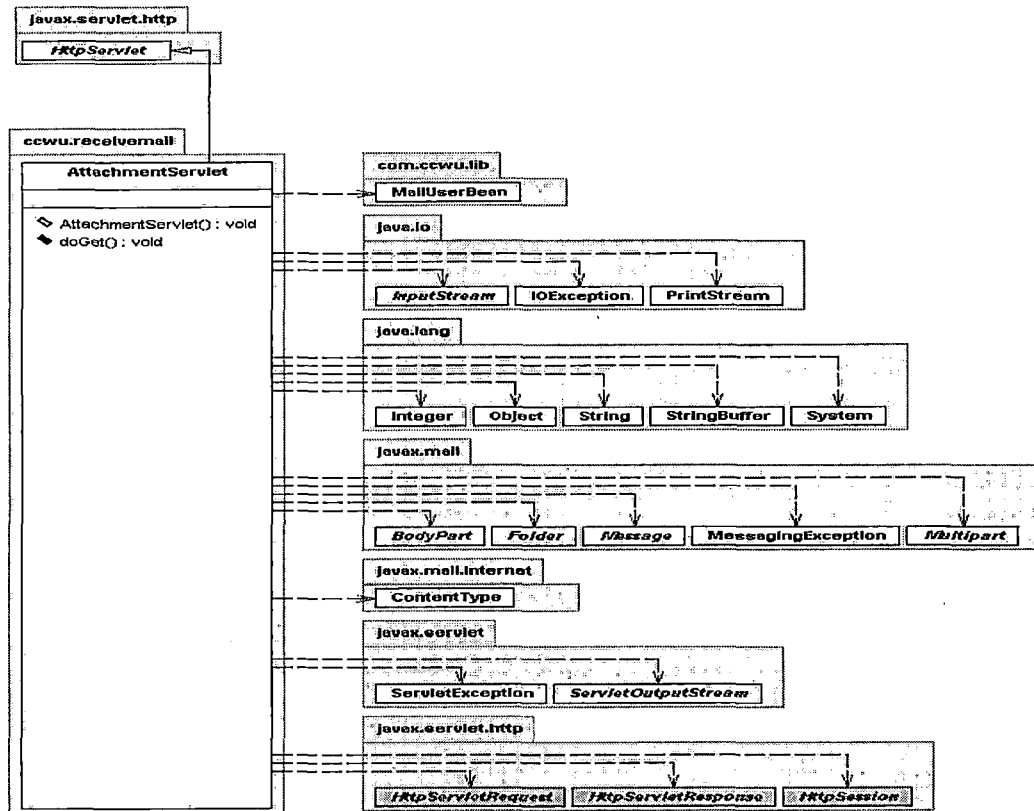 javax.servlet.http
HttpServlet
ccwu.receivemail
AttachmentServlet
AttachmentServlet() : void
doGet() : void
com.ccwu.lib
MailUserBean
java.io
InputStream IOException PrintStream
java.lang
Integer Object String StringBuffer System
javax.mail
BodyPart Folder Message MessagingException Multipart
javax.mail.internet
ContentType
javax.servlet
ServletException ServletOutputStream
javax.servlet.http
HttpServletRequest HttpServletResponse HttpSession